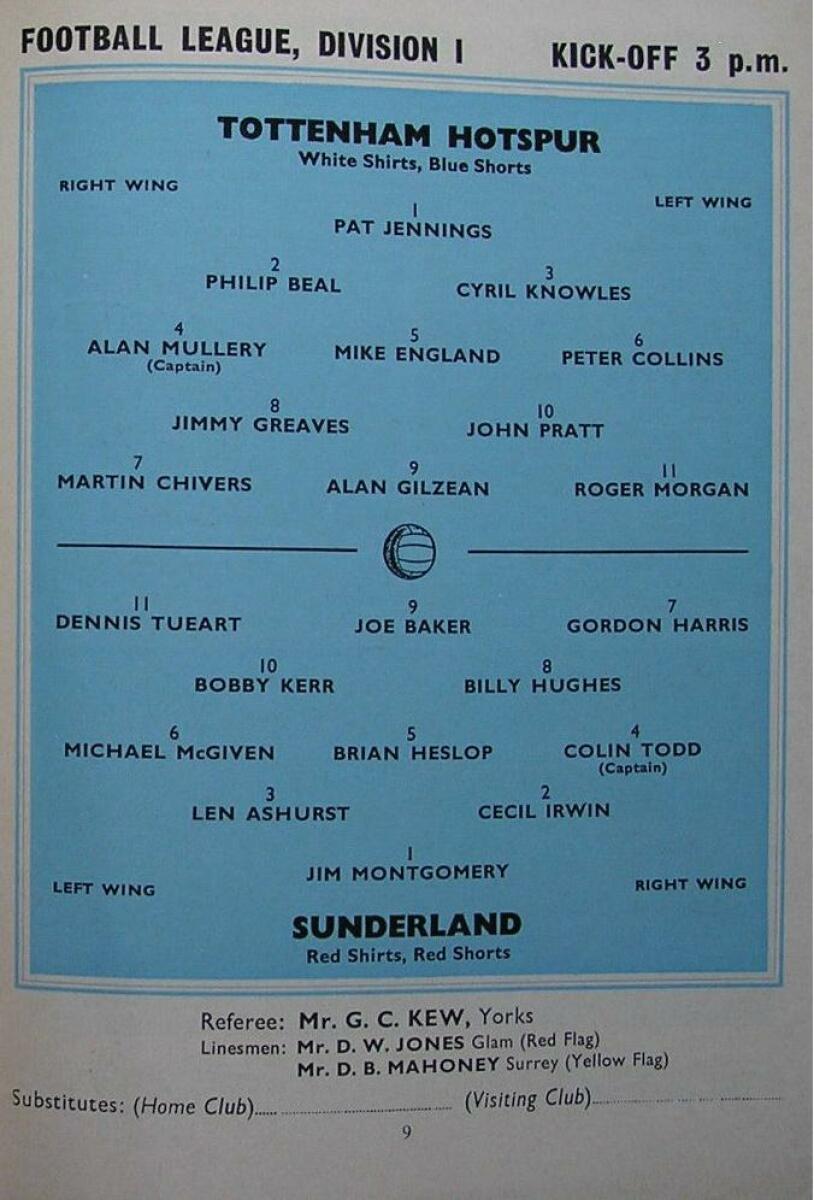 FOOTBALL LEAGUE, DIVISION I KICK-OFF 3 p.m.
TOTTENHAM HOTSPUR
White Shirts, Blue Shorts
RIGHT WING LEFT WING
1
PAT JENNINGS
2 3
PHILIP BEAL CYRIL KNOWLES
4 5 6
ALAN MULLERY MIKE ENGLAND PETER COLLINS
(Captain)
8 10
JIMMY GREAVES JOHN PRATT
7 9 11
MARTIN CHIVERS ALAN GILZEAN ROGER MORGAN
11 9 7
DENNIS TUEART JOE BAKER GORDON HARRIS
10 8
BOBBY KERR BILLY HUGHES
6 5 4
MICHAEL McGIVEN BRIAN HESLOP COLIN TODD
(Captain)
3 2
LEN ASHURST CECIL IRWIN
1
JIM MONTGOMERY
LEFT WING RIGHT WING
SUNDERLAND
Red Shirts, Red Shorts
Referee: Mr. G. C. KEW, Yorks
Linesmen: Mr. D. W. JONES Glam (Red Flag)
Mr. D. B. MAHONEY Surrey (Yellow Flag)
Substitutes: (Home Club)........................ (Visiting Club)........................
9